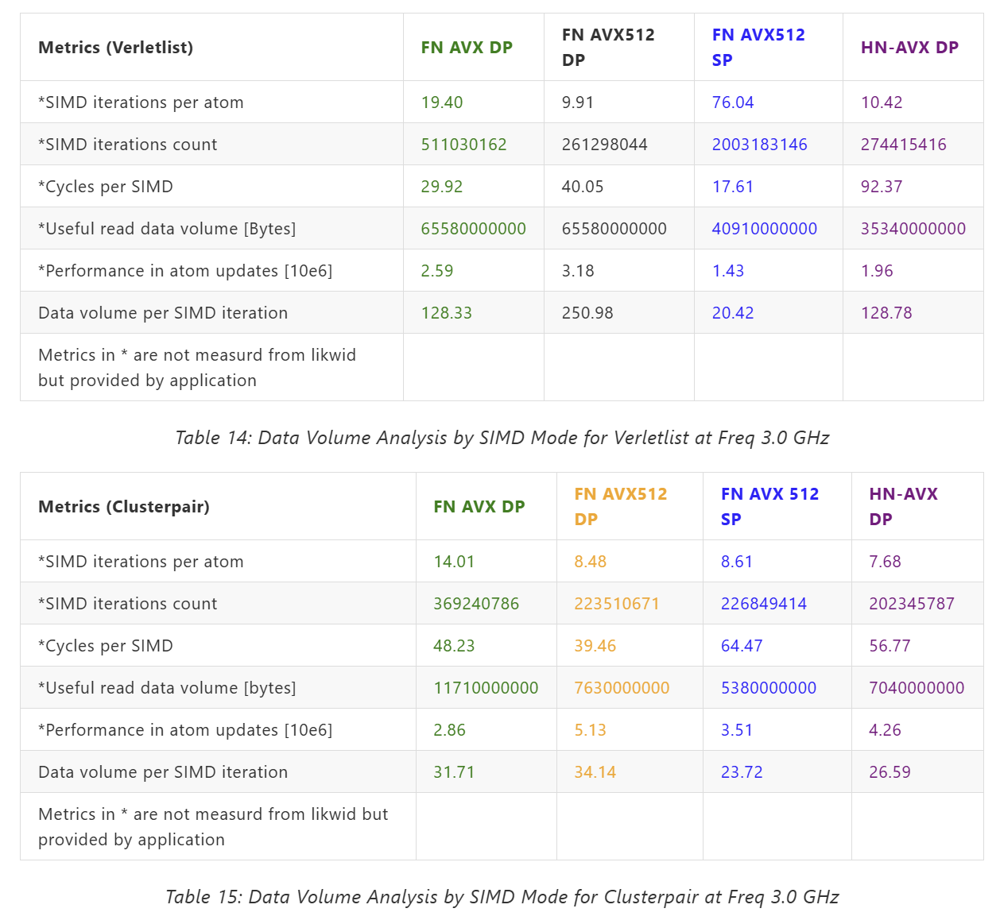 Metrics (Verletlist) FN AVX DP FN AVX512 DP FN AVX512 SP HN-AVX DP
*SIMD iterations per atom 19.40 9.91 76.04 10.42
*SIMD iterations count 511030162 261298044 2003183146 274415416
*Cycles per SIMD 29.92 40.05 17.61 92.37
*Useful read data volume [Bytes] 65580000000 65580000000 40910000000 35340000000
*Performance in atom updates [10e6] 2.59 3.18 1.43 1.96
Data volume per SIMD iteration 128.33 250.98 20.42 128.78
Metrics in * are not measurd from likwid
but provided by application
Table 14: Data Volume Analysis by SIMD Mode for Verletlist at Freq 3.0 GHz
Metrics (Clusterpair) FN AVX DP FN AVX512 DP FN AVX 512 SP HN-AVX DP
*SIMD iterations per atom 14.01 8.48 8.61 7.68
*SIMD iterations count 369240786 223510671 226849414 202345787
*Cycles per SIMD 48.23 39.46 64.47 56.77
*Useful read data volume [bytes] 11710000000 7630000000 5380000000 7040000000
*Performance in atom updates [10e6] 2.86 5.13 3.51 4.26
Data volume per SIMD iteration 31.71 34.14 23.72 26.59
Metrics in * are not measurd from likwid but
provided by application
Table 15: Data Volume Analysis by SIMD Mode for Clusterpair at Freq 3.0 GHz